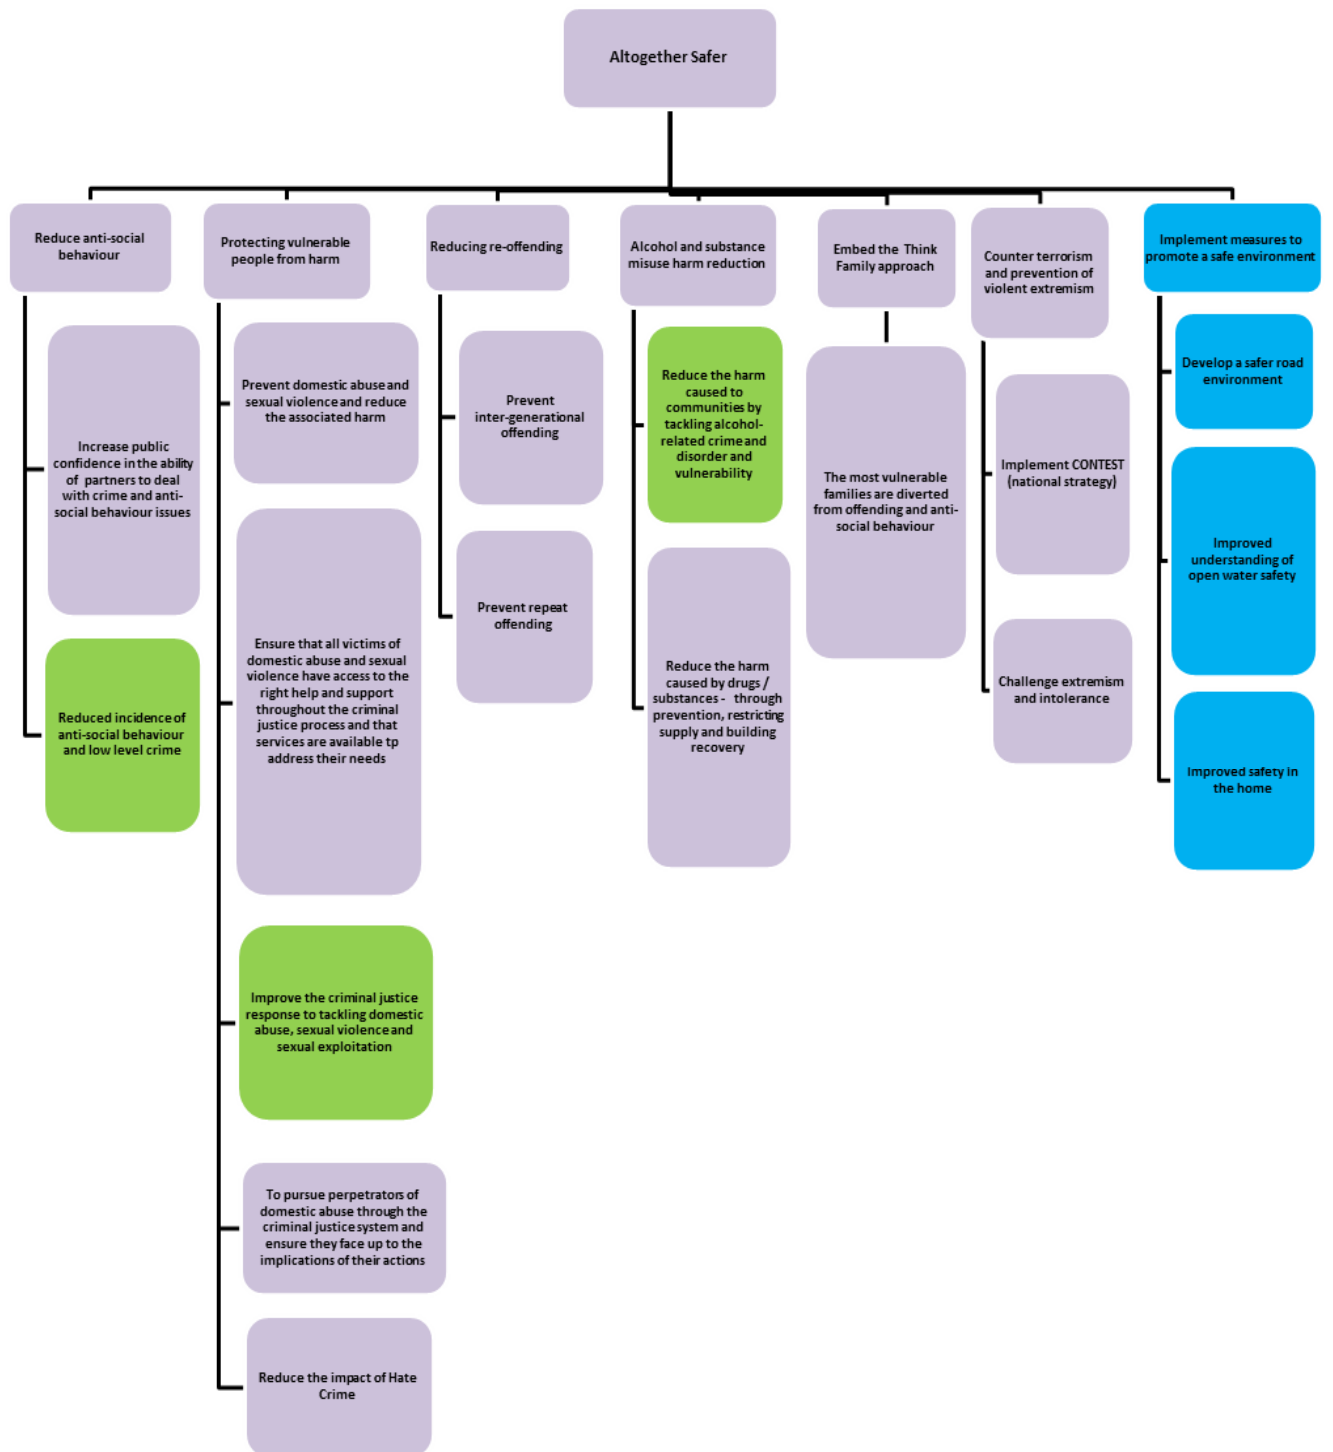 Altogether Safer
Reduce anti-social
behaviour
Increase public
confidence in the ability
of partners to deal
with crime and anti-
social behaviour issues
Reduced incidence of
anti-social behaviour
and low level crime
Protecting vulnerable
people from harm
Prevent domestic abuse and
sexual violence and reduce
the associated harm
Ensure that all victims of
domestic abuse and sexual
violence have access to the
right help and support
throughout the criminal
justice process and that
services are available tp
address their needs
Improve the criminal justice
response to tackling domestic
abuse, sexual violence and
sexual exploitation
To pursue perpetrators of
domestic abuse through the
criminal justice system and
ensure they face up to the
implications of their actions
Reduce the impact of Hate
Crime
Reducing re-offending
Prevent
inter-generational
offending
Prevent repeat
offending
Alcohol and substance
misuse harm reduction
Reduce the harm
caused to
communities by
tackling alcohol-
related crime and
disorder and
vulnerability
Reduce the harm
caused by drugs /
substances - through
prevention, restricting
supply and building
recovery
Embed the Think
Family approach
The most vulnerable
families are diverted
from offending and anti-
social behaviour
Counter terrorism
and prevention of
violent extremism
Implement CONTEST
(national strategy)
Challenge extremism
and intolerance
Implement measures to
promote a safe environment
Develop a safer road
environment
Improved
understanding of
open water safety
Improved safety in
the home